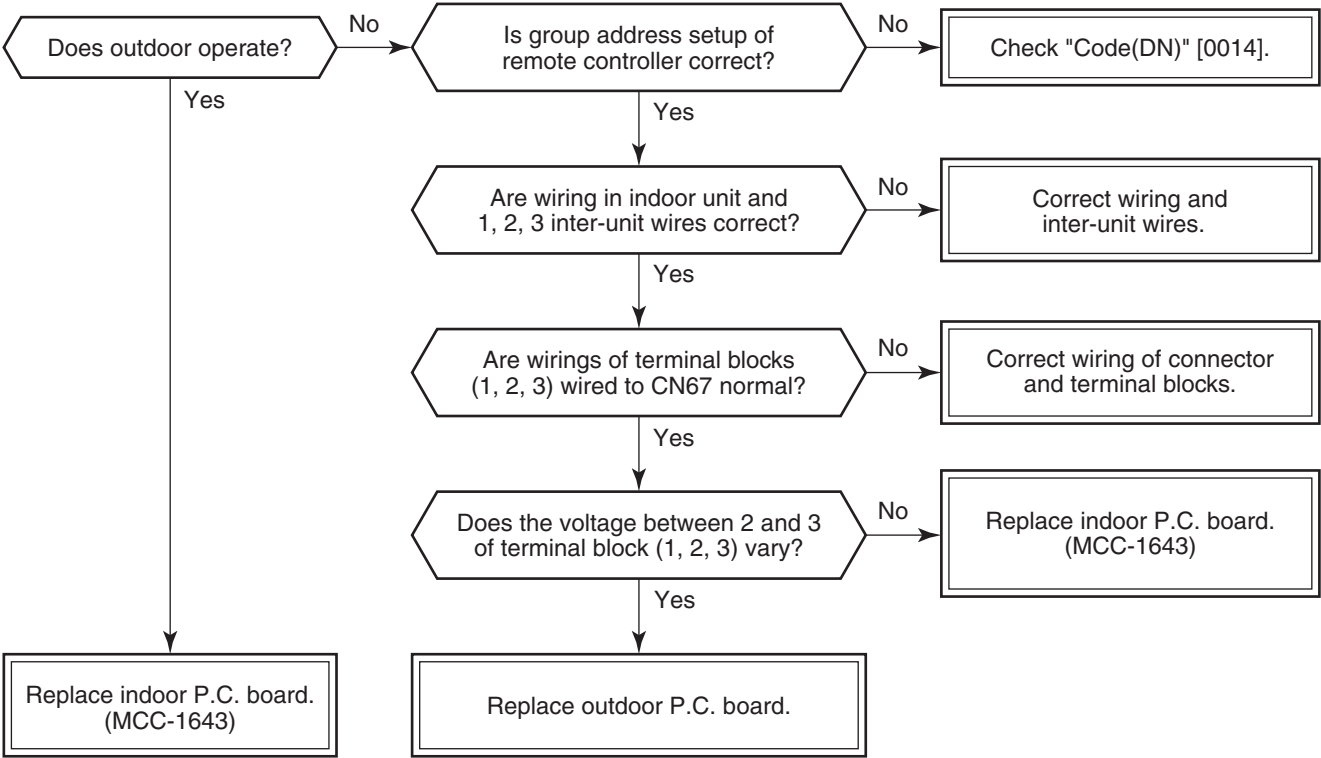 Does outdoor operate?
No
Is group address setup of
remote controller correct?
No
Check "Code(DN)" [0014].
Yes
Yes
Are wiring in indoor unit and
1, 2, 3 inter-unit wires correct?
No
Correct wiring and
inter-unit wires.
Yes
Are wirings of terminal blocks
(1, 2, 3) wired to CN67 normal?
No
Correct wiring of connector
and terminal blocks.
Yes
Does the voltage between 2 and 3
of terminal block (1, 2, 3) vary?
No
Replace indoor P.C. board.
(MCC-1643)
Yes
Replace indoor P.C. board.
(MCC-1643)
Replace outdoor P.C. board.